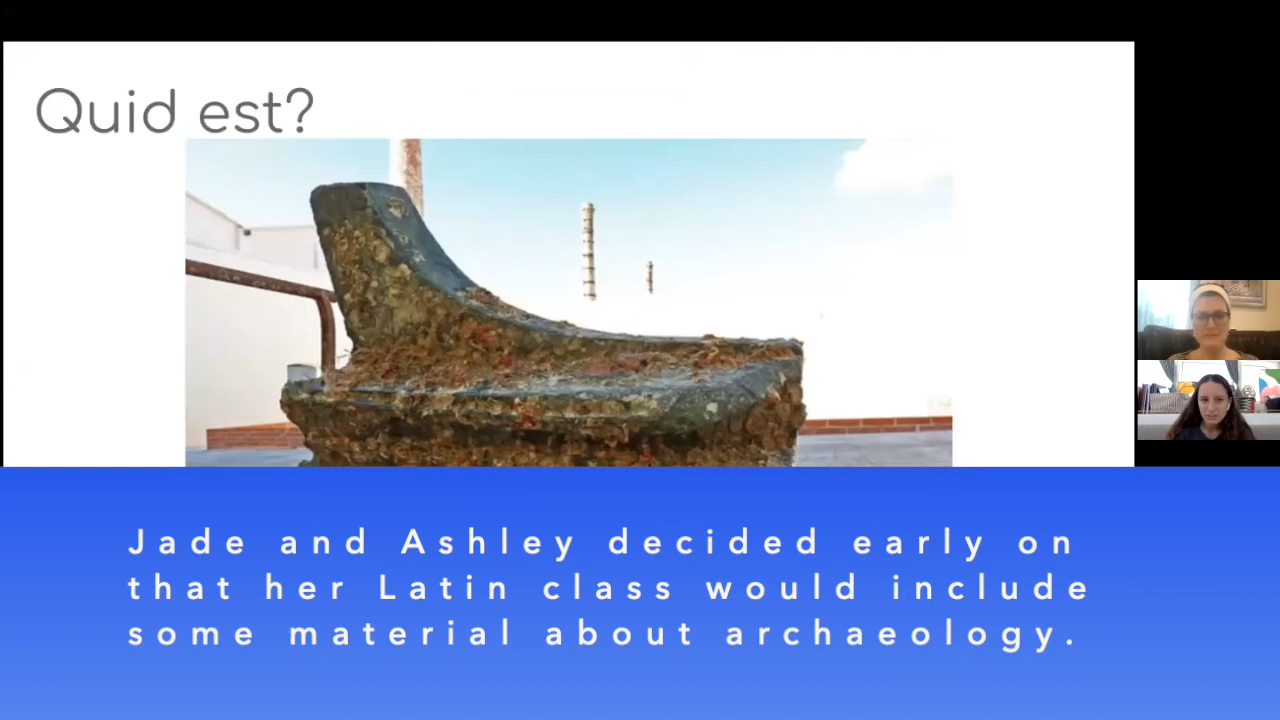 Quid est?
Jade and Ashley decided early on
that her Latin class would include
some material about archaeology.